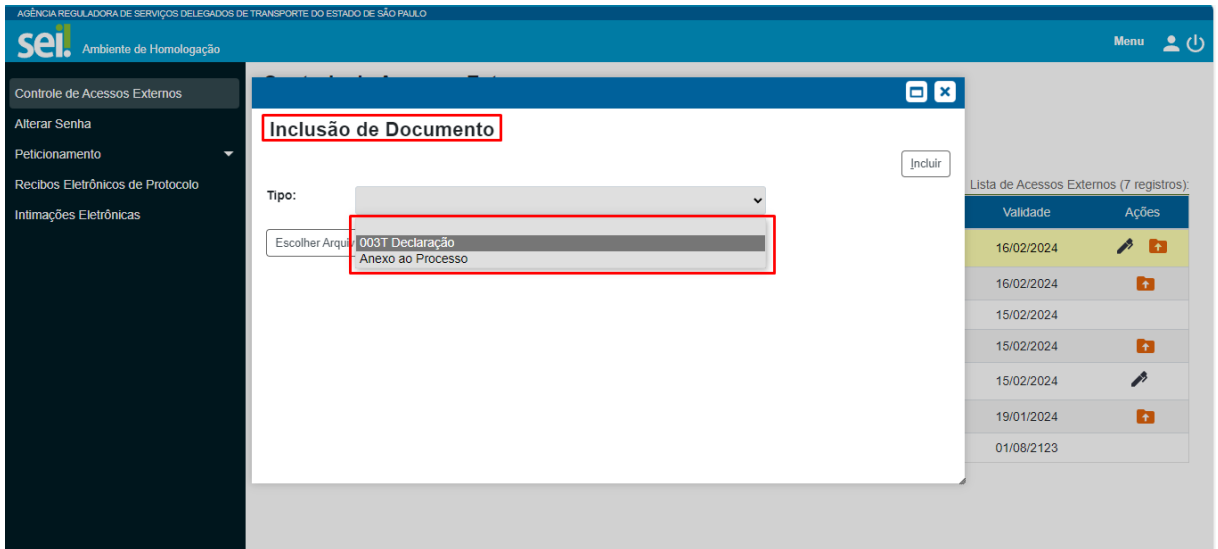 AGÊNCIA REGULADORA DE SERVIÇOS DELEGADOS DE TRANSPORTE DO ESTADO DE SÃO PAULO
sei! Ambiente de Homologação
Menu
Controle de Acessos Externos
Alterar Senha
Peticionamento
Recibos Eletrônicos de Protocolo
Intimações Eletrônicas
Inclusão de Documento
Incluir
Tipo:
Escolher Arqui
003T Declaração
Anexo ao Processo
Lista de Acessos Externos (7 registros):
Validade Ações
16/02/2024
16/02/2024
15/02/2024
15/02/2024
15/02/2024
19/01/2024
01/08/2123